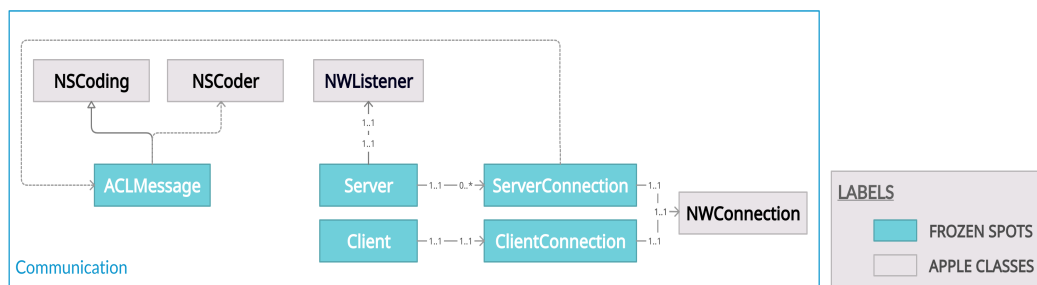 NSCoding
NSCoder
NWListener
1..1
1..1
ACLMessage
Server
1..1
0..*
ServerConnection
1..1
1..1
NWConnection
Client
1..1
1..1
ClientConnection
1..1
Communication
LABELS
FROZEN SPOTS
APPLE CLASSES